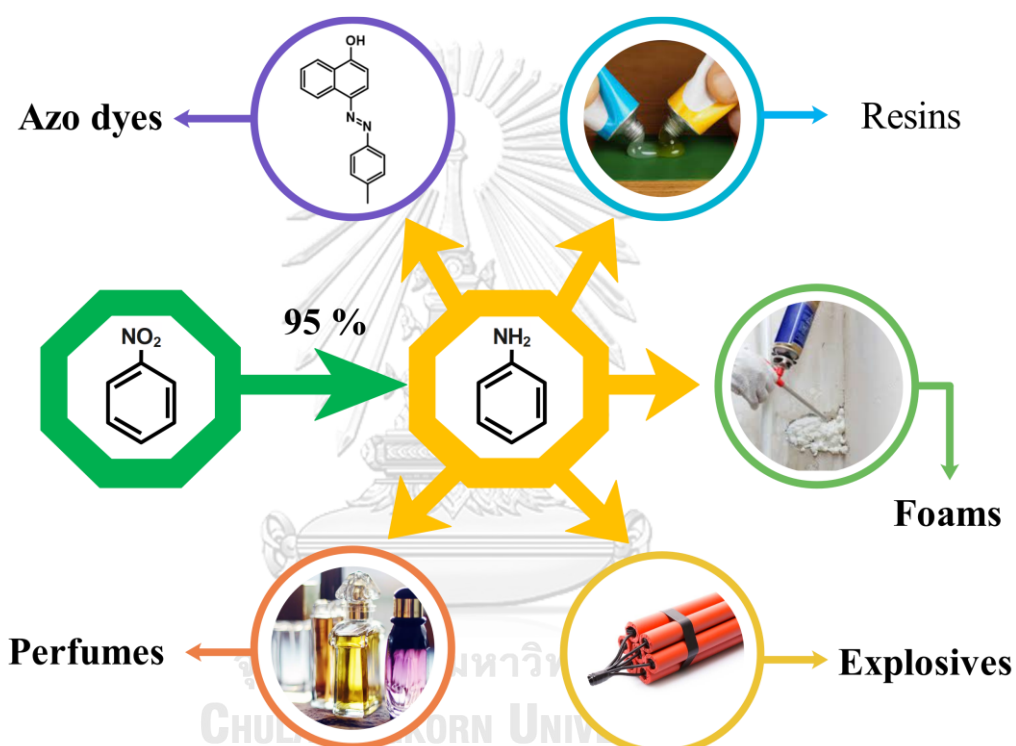 OH
Azo dyes
N
N
Resins
NO2
95 %
NH2
Foams
Perfumes
Explosives